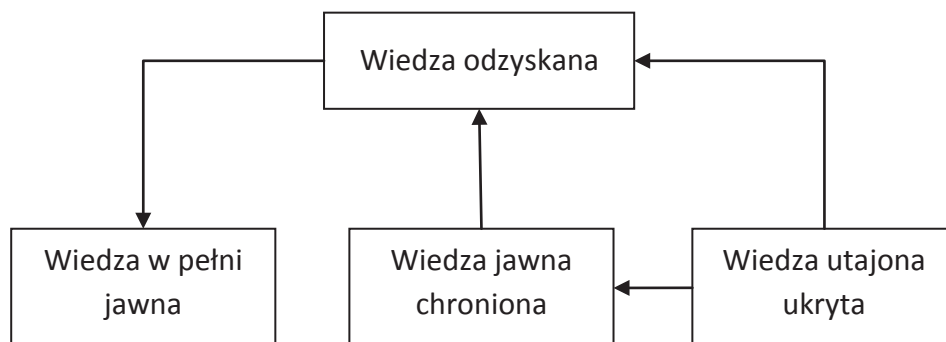 Wiedza odzyskana
Wiedza w pełni
jawna
Wiedza jawna
chroniona
Wiedza utajona
ukryta